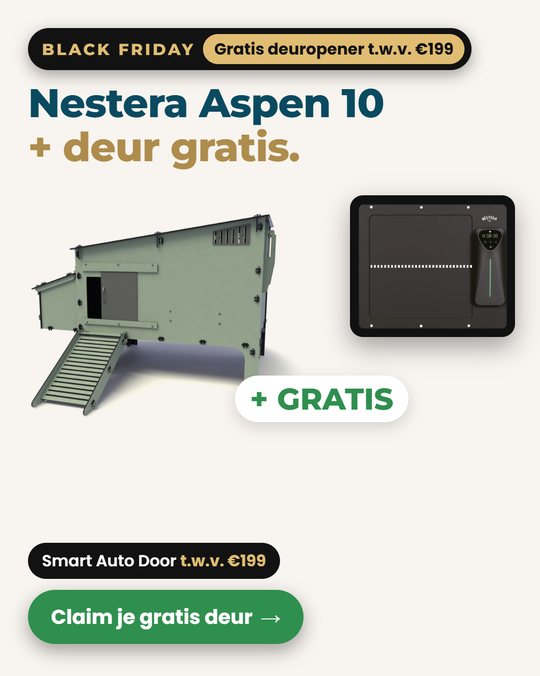 BLACK FRIDAY Gratis deuropener t.w.v. €199
Nestera Aspen 10
+ deur gratis.
NESTERA
+ GRATIS
Smart Auto Door t.w.v. €199
Claim je gratis deur →